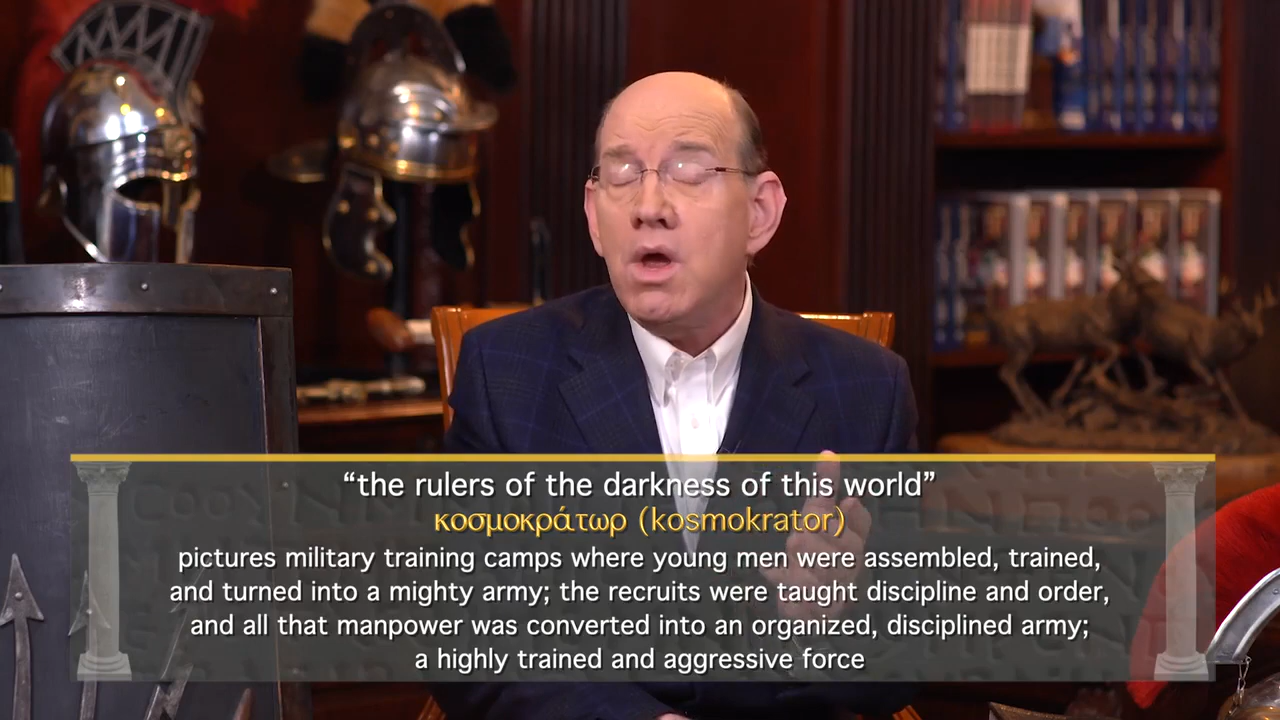 “the rulers of the darkness of this world”
κοσμοκράτωρ (kosmokrator)
pictures military training camps where young men were assembled, trained,
and turned into a mighty army; the recruits were taught discipline and order,
and all that manpower was converted into an organized, disciplined army;
a highly trained and aggressive force